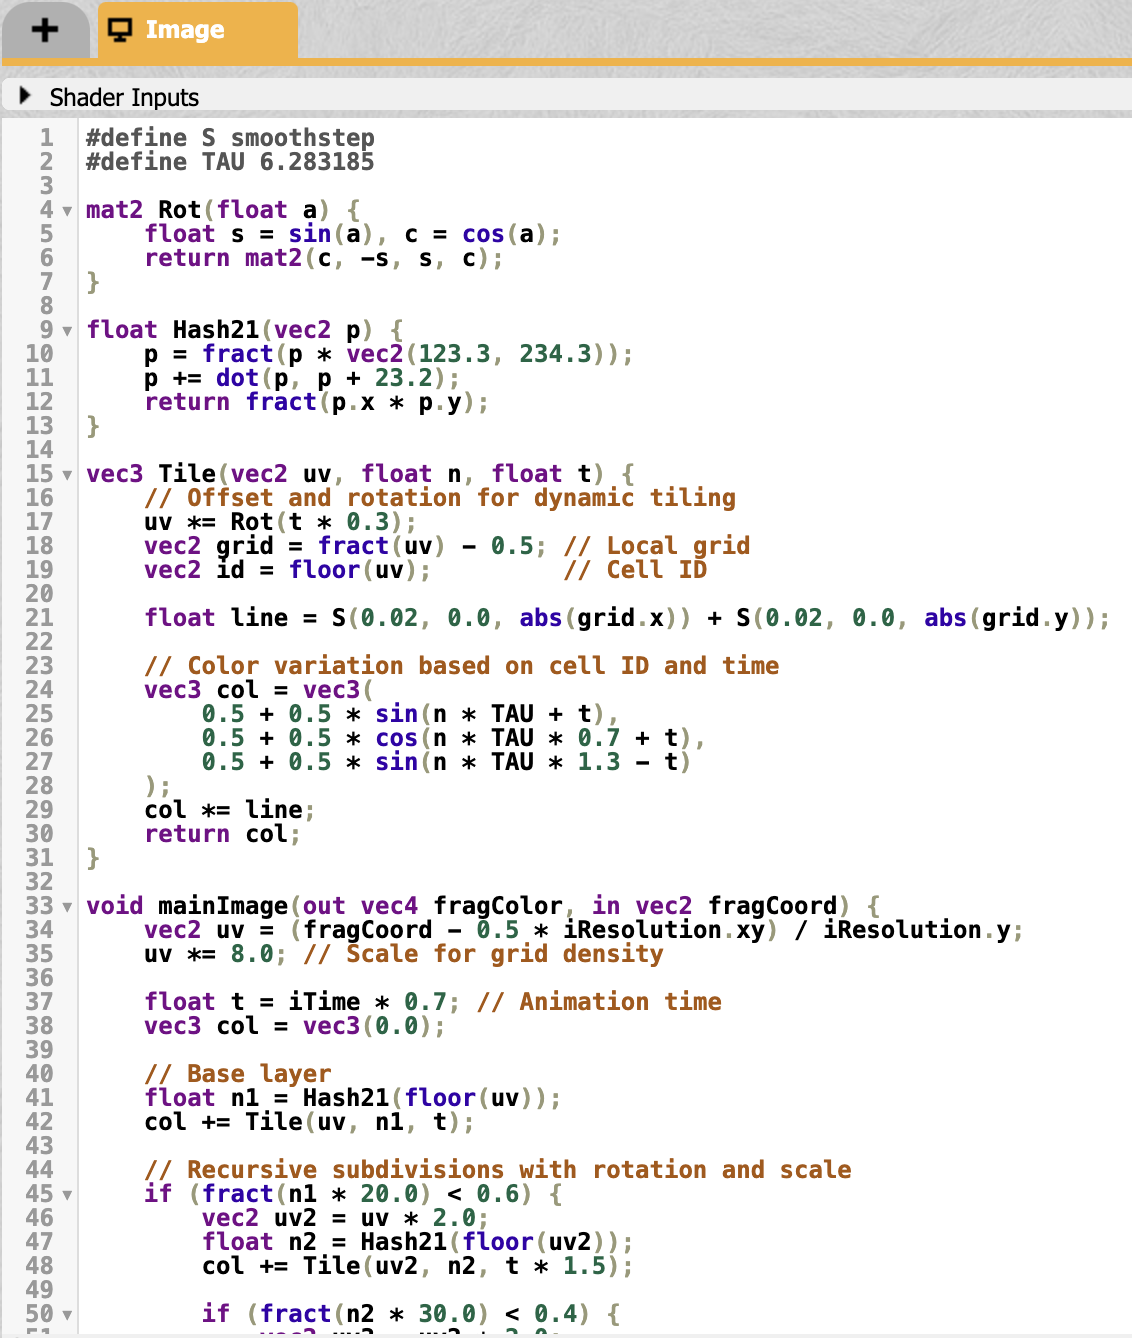 + Image
Shader Inputs
1 #define S smoothstep
2 #define TAU 6.283185
3
4 mat2 Rot(float a) {
5     float s = sin(a), c = cos(a);
6     return mat2(c, -s, s, c);
7 }
8
9 float Hash21(vec2 p) {
10     p = fract(p * vec2(123.3, 234.3));
11     p += dot(p, p + 23.2);
12     return fract(p.x * p.y);
13 }
14
15 vec3 Tile(vec2 uv, float n, float t) {
16     // Offset and rotation for dynamic tiling
17     uv *= Rot(t * 0.3);
18     vec2 grid = fract(uv) - 0.5; // Local grid
19     vec2 id = floor(uv);         // Cell ID
20
21     float line = S(0.02, 0.0, abs(grid.x)) + S(0.02, 0.0, abs(grid.y));
22
23     // Color variation based on cell ID and time
24     vec3 col = vec3(
25         0.5 + 0.5 * sin(n * TAU + t),
26         0.5 + 0.5 * cos(n * TAU * 0.7 + t),
27         0.5 + 0.5 * sin(n * TAU * 1.3 - t)
28     );
29     col *= line;
30     return col;
31 }
32
33 void mainImage(out vec4 fragColor, in vec2 fragCoord) {
34     vec2 uv = (fragCoord - 0.5 * iResolution.xy) / iResolution.y;
35     uv *= 8.0; // Scale for grid density
36
37     float t = iTime * 0.7; // Animation time
38     vec3 col = vec3(0.0);
39
40     // Base layer
41     float n1 = Hash21(floor(uv));
42     col += Tile(uv, n1, t);
43
44     // Recursive subdivisions with rotation and scale
45     if (fract(n1 * 20.0) < 0.6) {
46         vec2 uv2 = uv * 2.0;
47         float n2 = Hash21(floor(uv2));
48         col += Tile(uv2, n2, t * 1.5);
49
50         if (fract(n2 * 30.0) < 0.4) {